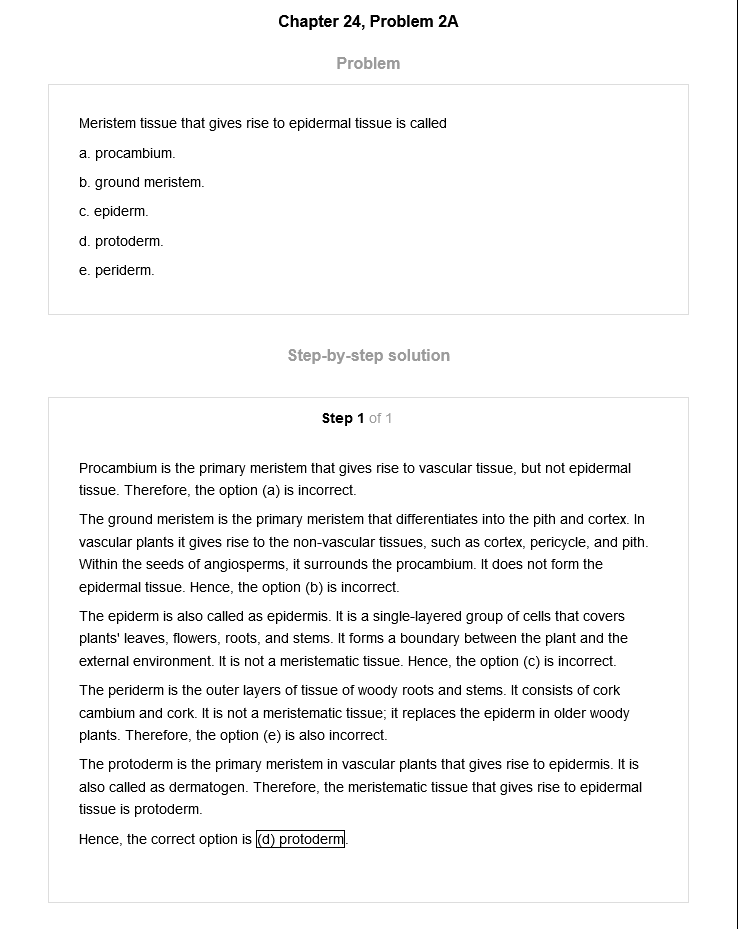 Chapter 24, Problem 2A
Problem
Meristem tissue that gives rise to epidermal tissue is called
a. procambium.
b. ground meristem.
c. epiderm.
d. protoderm.
e. periderm.
Step-by-step solution
Step 1 of 1
Procambium is the primary meristem that gives rise to vascular tissue, but not epidermal
tissue. Therefore, the option (a) is incorrect.
The ground meristem is the primary meristem that differentiates into the pith and cortex. In
vascular plants it gives rise to the non-vascular tissues, such as cortex, pericycle, and pith.
Within the seeds of angiosperms, it surrounds the procambium. It does not form the
epidermal tissue. Hence, the option (b) is incorrect.
The epiderm is also called as epidermis. It is a single-layered group of cells that covers
plants' leaves, flowers, roots, and stems. It forms a boundary between the plant and the
external environment. It is not a meristematic tissue. Hence, the option (c) is incorrect.
The periderm is the outer layers of tissue of woody roots and stems. It consists of cork
cambium and cork. It is not a meristematic tissue; it replaces the epiderm in older woody
plants. Therefore, the option (e) is also incorrect.
The protoderm is the primary meristem in vascular plants that gives rise to epidermis. It is
also called as dermatogen. Therefore, the meristematic tissue that gives rise to epidermal
tissue is protoderm.
Hence, the correct option is (d) protoderm.